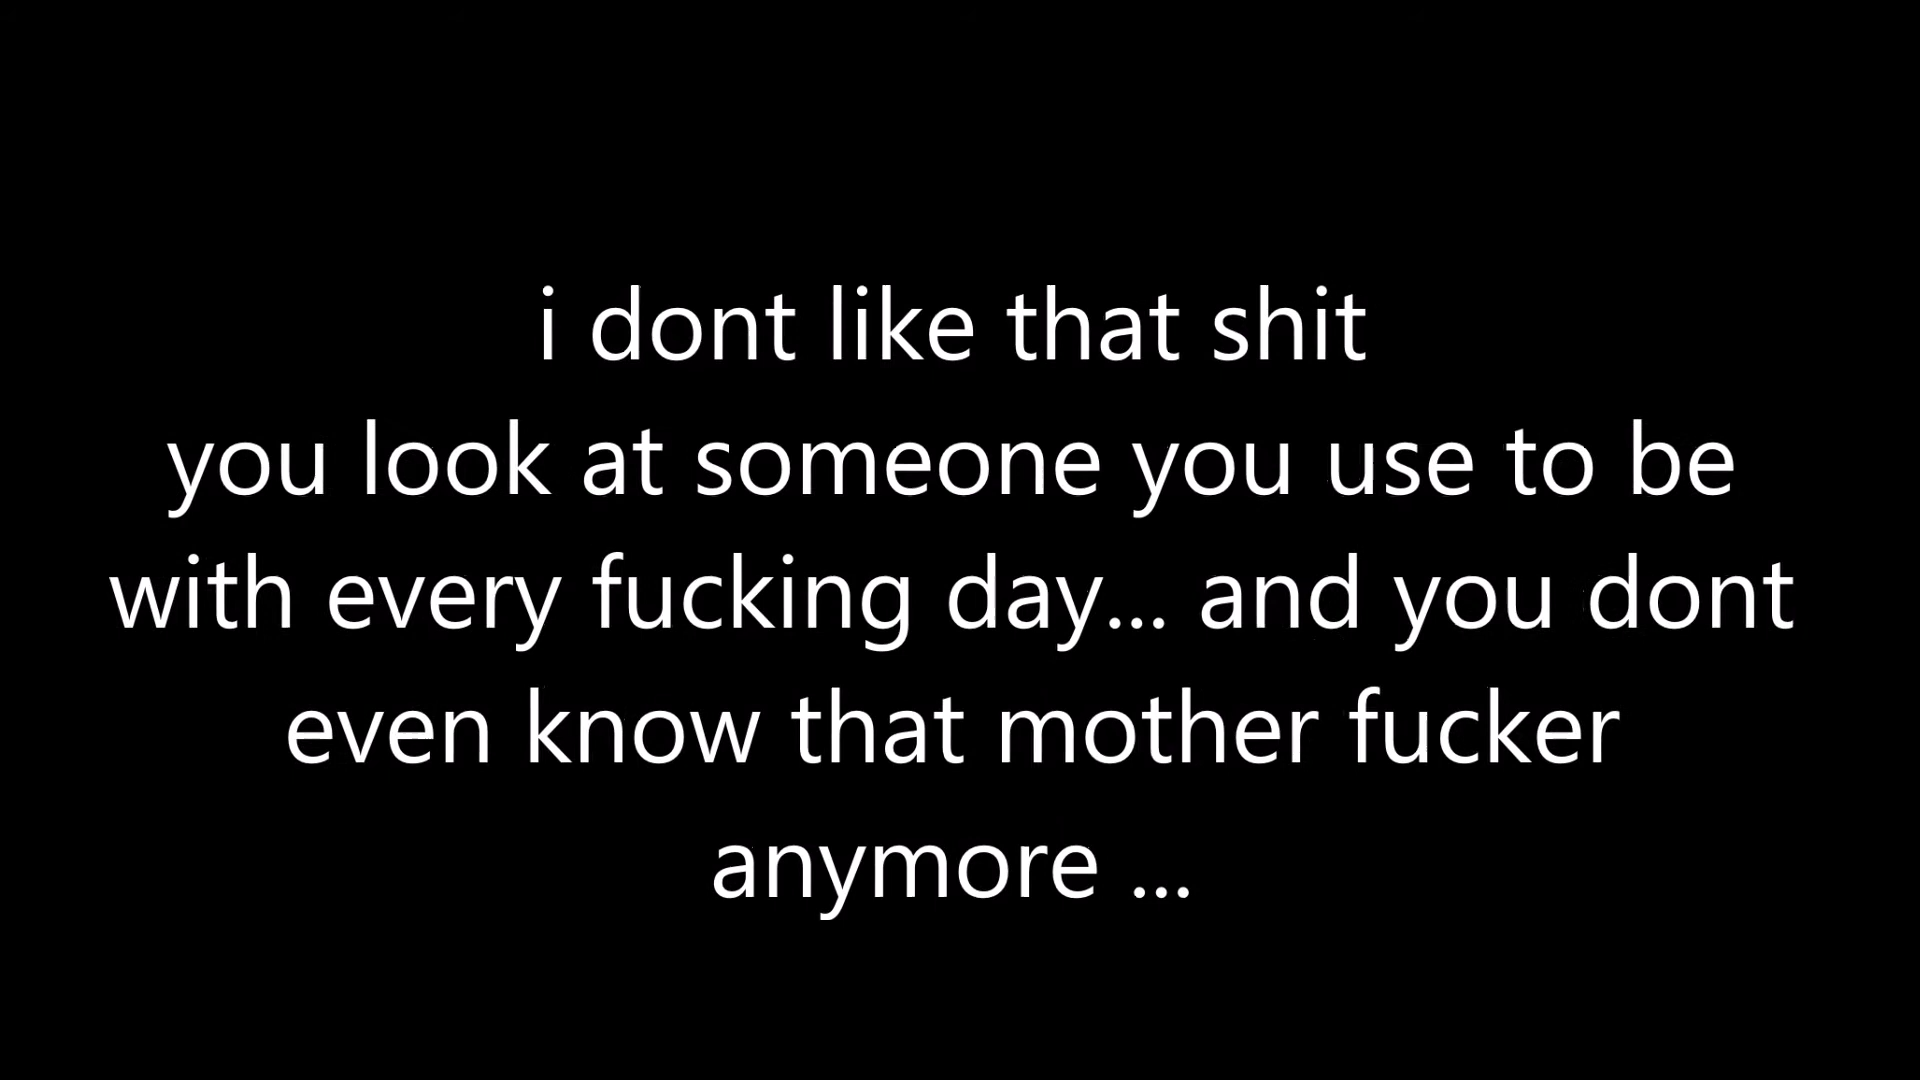 i dont like that shit
you look at someone you use to be
with every fucking day... and you dont
even know that mother fucker
anymore ...